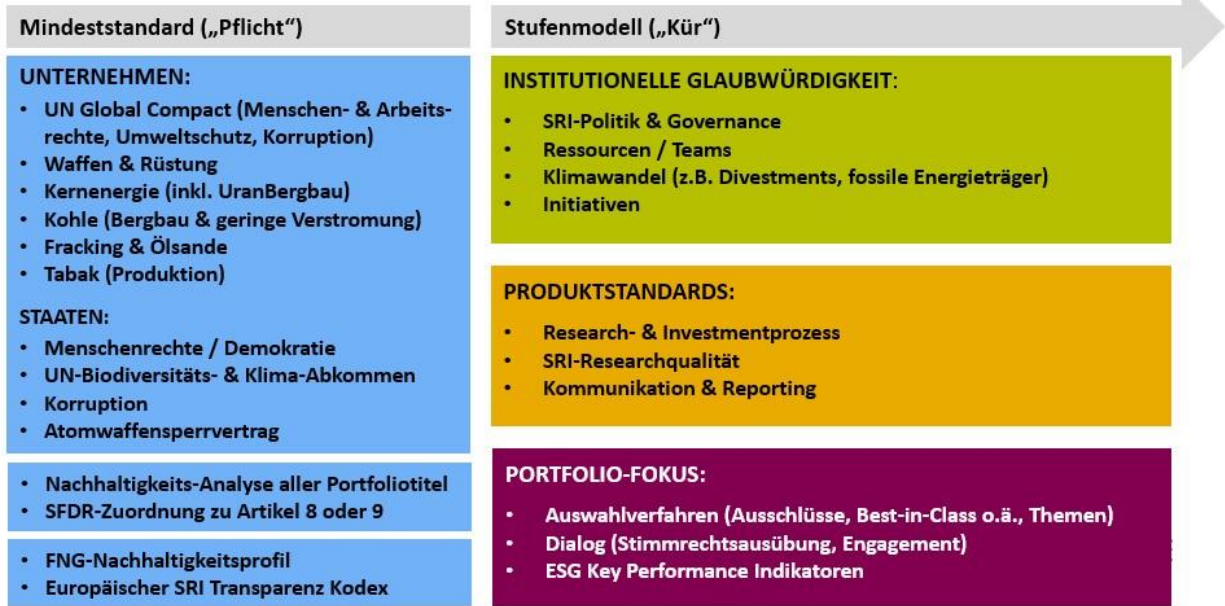 Mindeststandard („Pflicht“)
UNTERNEHMEN:
• UN Global Compact (Menschen- & Arbeits-
rechte, Umweltschutz, Korruption)
• Waffen & Rüstung
• Kernenergie (inkl. UranBergbau)
• Kohle (Bergbau & geringe Verstromung)
• Fracking & Ölsande
• Tabak (Produktion)
STAATEN:
• Menschenrechte / Demokratie
• UN-Biodiversitäts- & Klima-Abkommen
• Korruption
• Atomwaffensperrvertrag
• Nachhaltigkeits-Analyse aller Portfoliotitel
• SFDR-Zuordnung zu Artikel 8 oder 9
• FNG-Nachhaltigkeitsprofil
• Europäischer SRI Transparenz Kodex
Stufenmodell („Kür“)
INSTITUTIONELLE GLAUBWÜRDIGKEIT:
• SRI-Politik & Governance
• Ressourcen / Teams
• Klimawandel (z.B. Divestments, fossile Energieträger)
• Initiativen
PRODUKTSTANDARDS:
• Research- & Investmentprozess
• SRI-Researchqualität
• Kommunikation & Reporting
PORTFOLIO-FOKUS:
• Auswahlverfahren (Ausschlüsse, Best-in-Class o.ä., Themen)
• Dialog (Stimmrechtsausübung, Engagement)
• ESG Key Performance Indikatoren